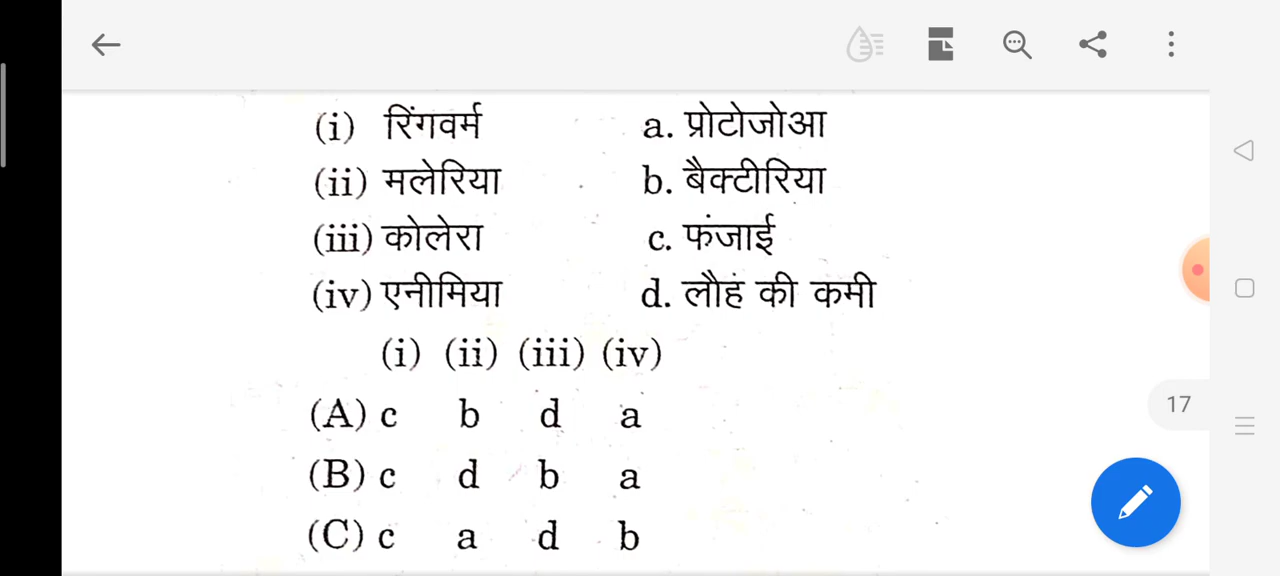 (i) रिंगवर्म a. प्रोटोजोआ
(ii) मलेरिया b. बैक्टीरिया
(iii) कोलेरा c. फंजाई
(iv) एनीमिया d. लौहं की कमी
(i) (ii) (iii) (iv)
(A) c b d a
17
(B) c d b a
(C) c a d b